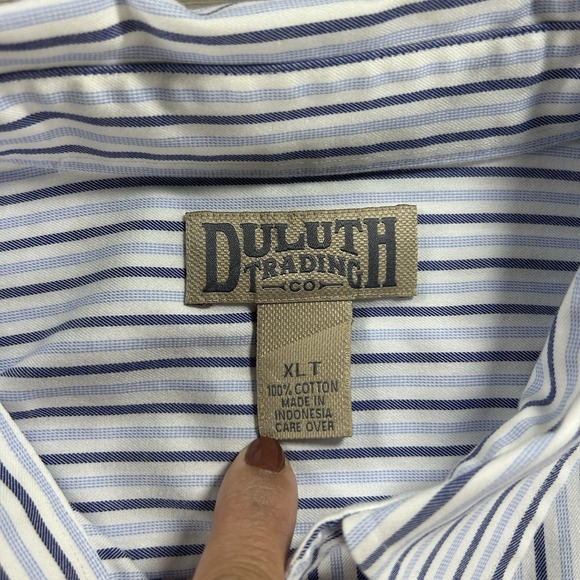 DULUTH
TRADING
CO
XLT
100% COTTON
MADE IN
INDONESIA
CARE OVER